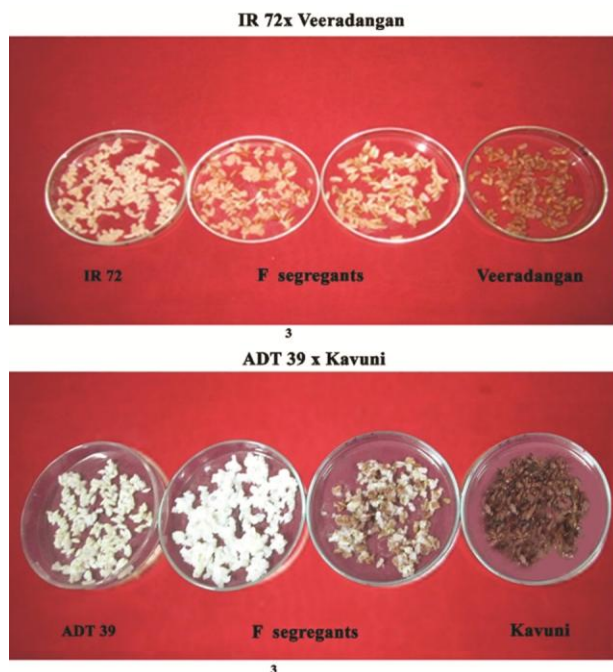 IR 72x Veeradangan
IR 72 F segregants Veeradangan
3
ADT 39 x Kavuni
ADT 39 F segregants Kavuni
3